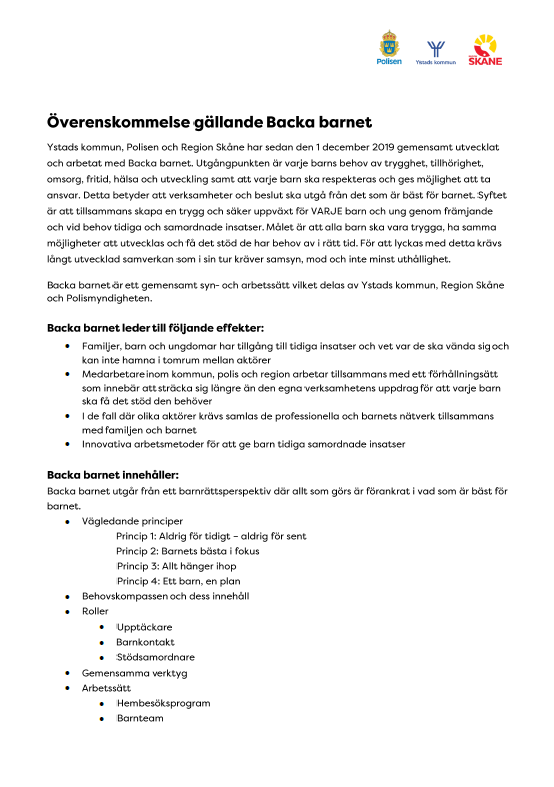 Polisen
Ystads kommun
SKÅNE
Överenskommelse gällande Backa barnet
Ystads kommun, Polisen och Region Skåne har sedan den 1 december 2019 gemensamt utvecklat
och arbetat med Backa barnet. Utgångpunkten är varje barns behov av trygghet, tillhörighet,
omsorg, fritid, hälsa och utveckling samt att varje barn ska respekteras och ges möjlighet att ta
ansvar. Detta betyder att verksamheter och beslut ska utgå från det som är bäst för barnet. Syftet
är att tillsammans skapa en trygg och säker uppväxt för VARJE barn och ung genom främjande
och vid behov tidiga och samordnade insatser. Målet är att alla barn ska vara trygga, ha samma
möjligheter att utvecklas och få det stöd de har behov av i rätt tid. För att lyckas med detta krävs
långt utvecklad samverkan som i sin tur kräver samsyn, mod och inte minst uthållighet.
Backa barnet är ett gemensamt syn- och arbetssätt vilket delas av Ystads kommun, Region Skåne
och Polismyndigheten.
Backa barnet leder till följande effekter:
• Familjer, barn och ungdomar har tillgång till tidiga insatser och vet var de ska vända sig och
kan inte hamna i tomrum mellan aktörer
• Medarbetare inom kommun, polis och region arbetar tillsammans med ett förhållningsätt
som innebär att sträcka sig längre än den egna verksamhetens uppdrag för att varje barn
ska få det stöd den behöver
• I de fall där olika aktörer krävs samlas de professionella och barnets nätverk tillsammans
med familjen och barnet
• Innovativa arbetsmetoder för att ge barn tidiga samordnade insatser
Backa barnet innehåller:
Backa barnet utgår från ett barnrättsperspektiv där allt som görs är förankrat i vad som är bäst för
barnet.
• Vägledande principer
Princip 1: Aldrig för tidigt – aldrig för sent
Princip 2: Barnets bästa i fokus
Princip 3: Allt hänger ihop
Princip 4: Ett barn, en plan
• Behovskompassen och dess innehåll
• Roller
• Upptäckare
• Barnkontakt
• Stödsamordnare
• Gemensamma verktyg
• Arbetssätt
• Hembesöksprogram
• Barnteam